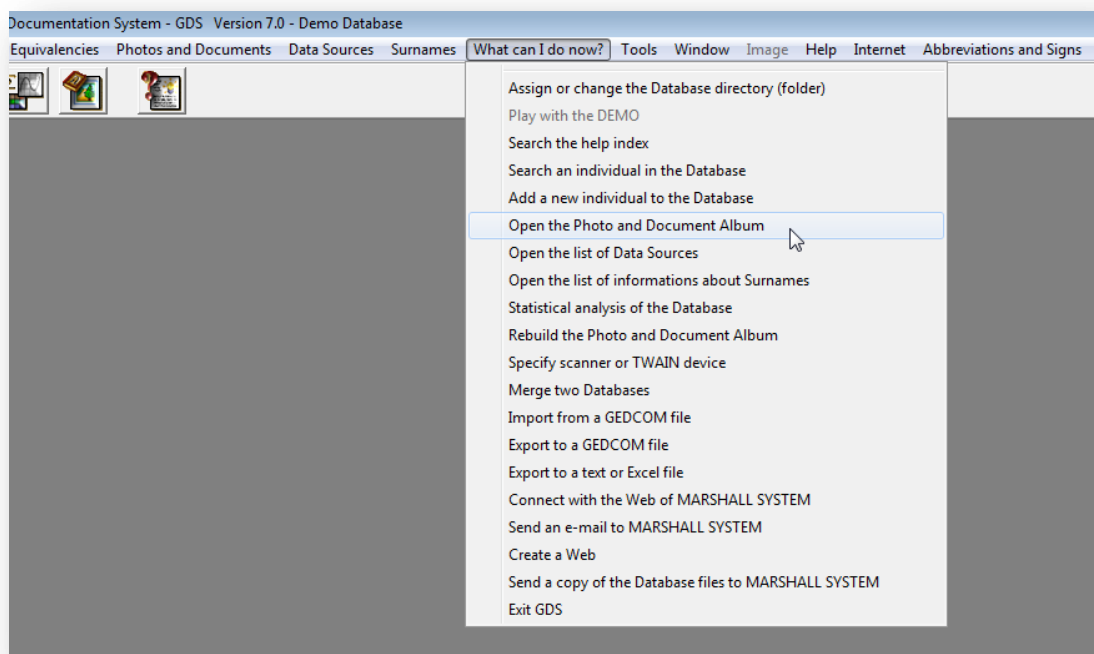 Documentation System - GDS Version 7.0 - Demo Database
Equivalencies Photos and Documents Data Sources Surnames What can I do now? Tools Window Image Help Internet Abbreviations and Signs
Assign or change the Database directory (folder)
Play with the DEMO
Search the help index
Search an individual in the Database
Add a new individual to the Database
Open the Photo and Document Album
Open the list of Data Sources
Open the list of informations about Surnames
Statistical analysis of the Database
Rebuild the Photo and Document Album
Specify scanner or TWAIN device
Merge two Databases
Import from a GEDCOM file
Export to a GEDCOM file
Export to a text or Excel file
Connect with the Web of MARSHALL SYSTEM
Send an e-mail to MARSHALL SYSTEM
Create a Web
Send a copy of the Database files to MARSHALL SYSTEM
Exit GDS